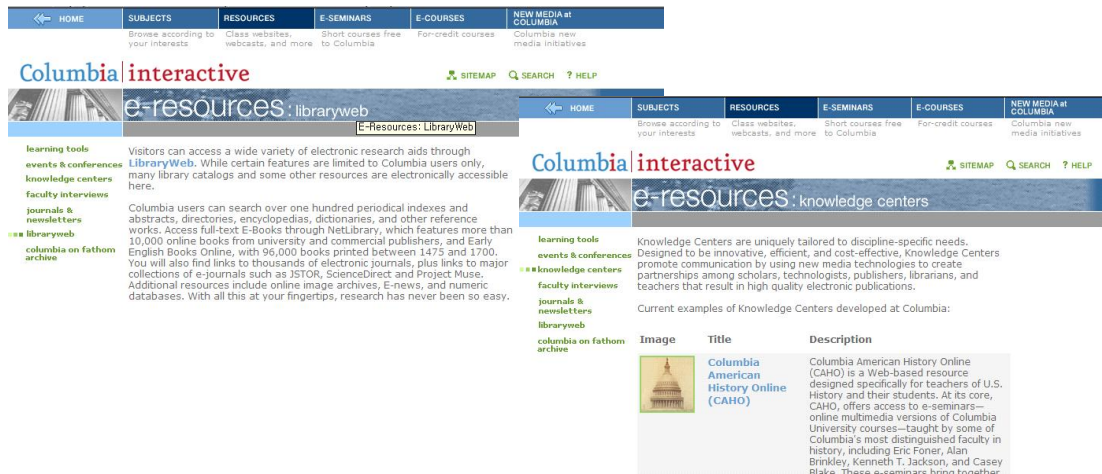 HOME SUBJECTS RESOURCES E-SEMINARS E-COURSES NEW MEDIA at
COLUMBIA
Browse according to Class websites, Short courses free For-credit courses Columbia new
your interests webcasts, and more to Columbia media initiatives
Columbia interactive SITEMAP SEARCH ? HELP
e-resources: libraryweb
E-Resources: LibraryWeb
learning tools
events & conferences
knowledge centers
faculty interviews
journals &
newsletters
libraryweb
columbia on fathom
archive
Visitors can access a wide variety of electronic research aids through
LibraryWeb. While certain features are limited to Columbia users only,
many library catalogs and some other resources are electronically accessible
here.
Columbia users can search over one hundred periodical indexes and
abstracts, directories, encyclopedias, dictionaries, and other reference
works. Access full-text E-Books through NetLibrary, which features more than
10,000 online books from university and commercial publishers, and Early
English Books Online, with 96,000 books printed between 1475 and 1700.
You will also find links to thousands of electronic journals, plus links to major
collections of e-journals such as JSTOR, ScienceDirect and Project Muse.
Additional resources include online image archives, E-news, and numeric
databases. With all this at your fingertips, research has never been so easy.
HOME SUBJECTS RESOURCES E-SEMINARS E-COURSES NEW MEDIA at
COLUMBIA
Browse according to Class websites, Short courses free For-credit courses Columbia new
your interests webcasts, and more to Columbia media initiatives
Columbia interactive SITEMAP SEARCH ? HELP
e-resources: knowledge centers
learning tools
events & conferences
knowledge centers
faculty interviews
journals &
newsletters
libraryweb
columbia on fathom
archive
Knowledge Centers are uniquely tailored to discipline-specific needs.
Designed to be innovative, efficient, and cost-effective, Knowledge Centers
promote communication by using new media technologies to create
partnerships among scholars, technologists, publishers, librarians, and
teachers that result in high quality electronic publications.
Current examples of Knowledge Centers developed at Columbia:
Image Title Description
Columbia
American
History Online
(CAHO)
Columbia American History Online
(CAHO) is a Web-based resource
designed specifically for teachers of U.S.
History and their students. At its core,
CAHO, offers access to e-seminars—
online multimedia versions of Columbia
University courses—taught by some of
Columbia's most distinguished faculty in
history, including Eric Foner, Alan
Brinkley, Kenneth T. Jackson, and Casey
Blake. These e-seminars bring together